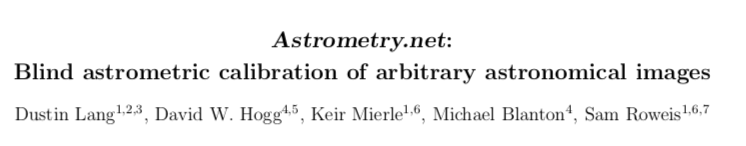 Astrometry.net:
Blind astrometric calibration of arbitrary astronomical images
Dustin Lang1,2,3, David W. Hogg4,5, Keir Mierle1,6, Michael Blanton4, Sam Roweis1,6,7